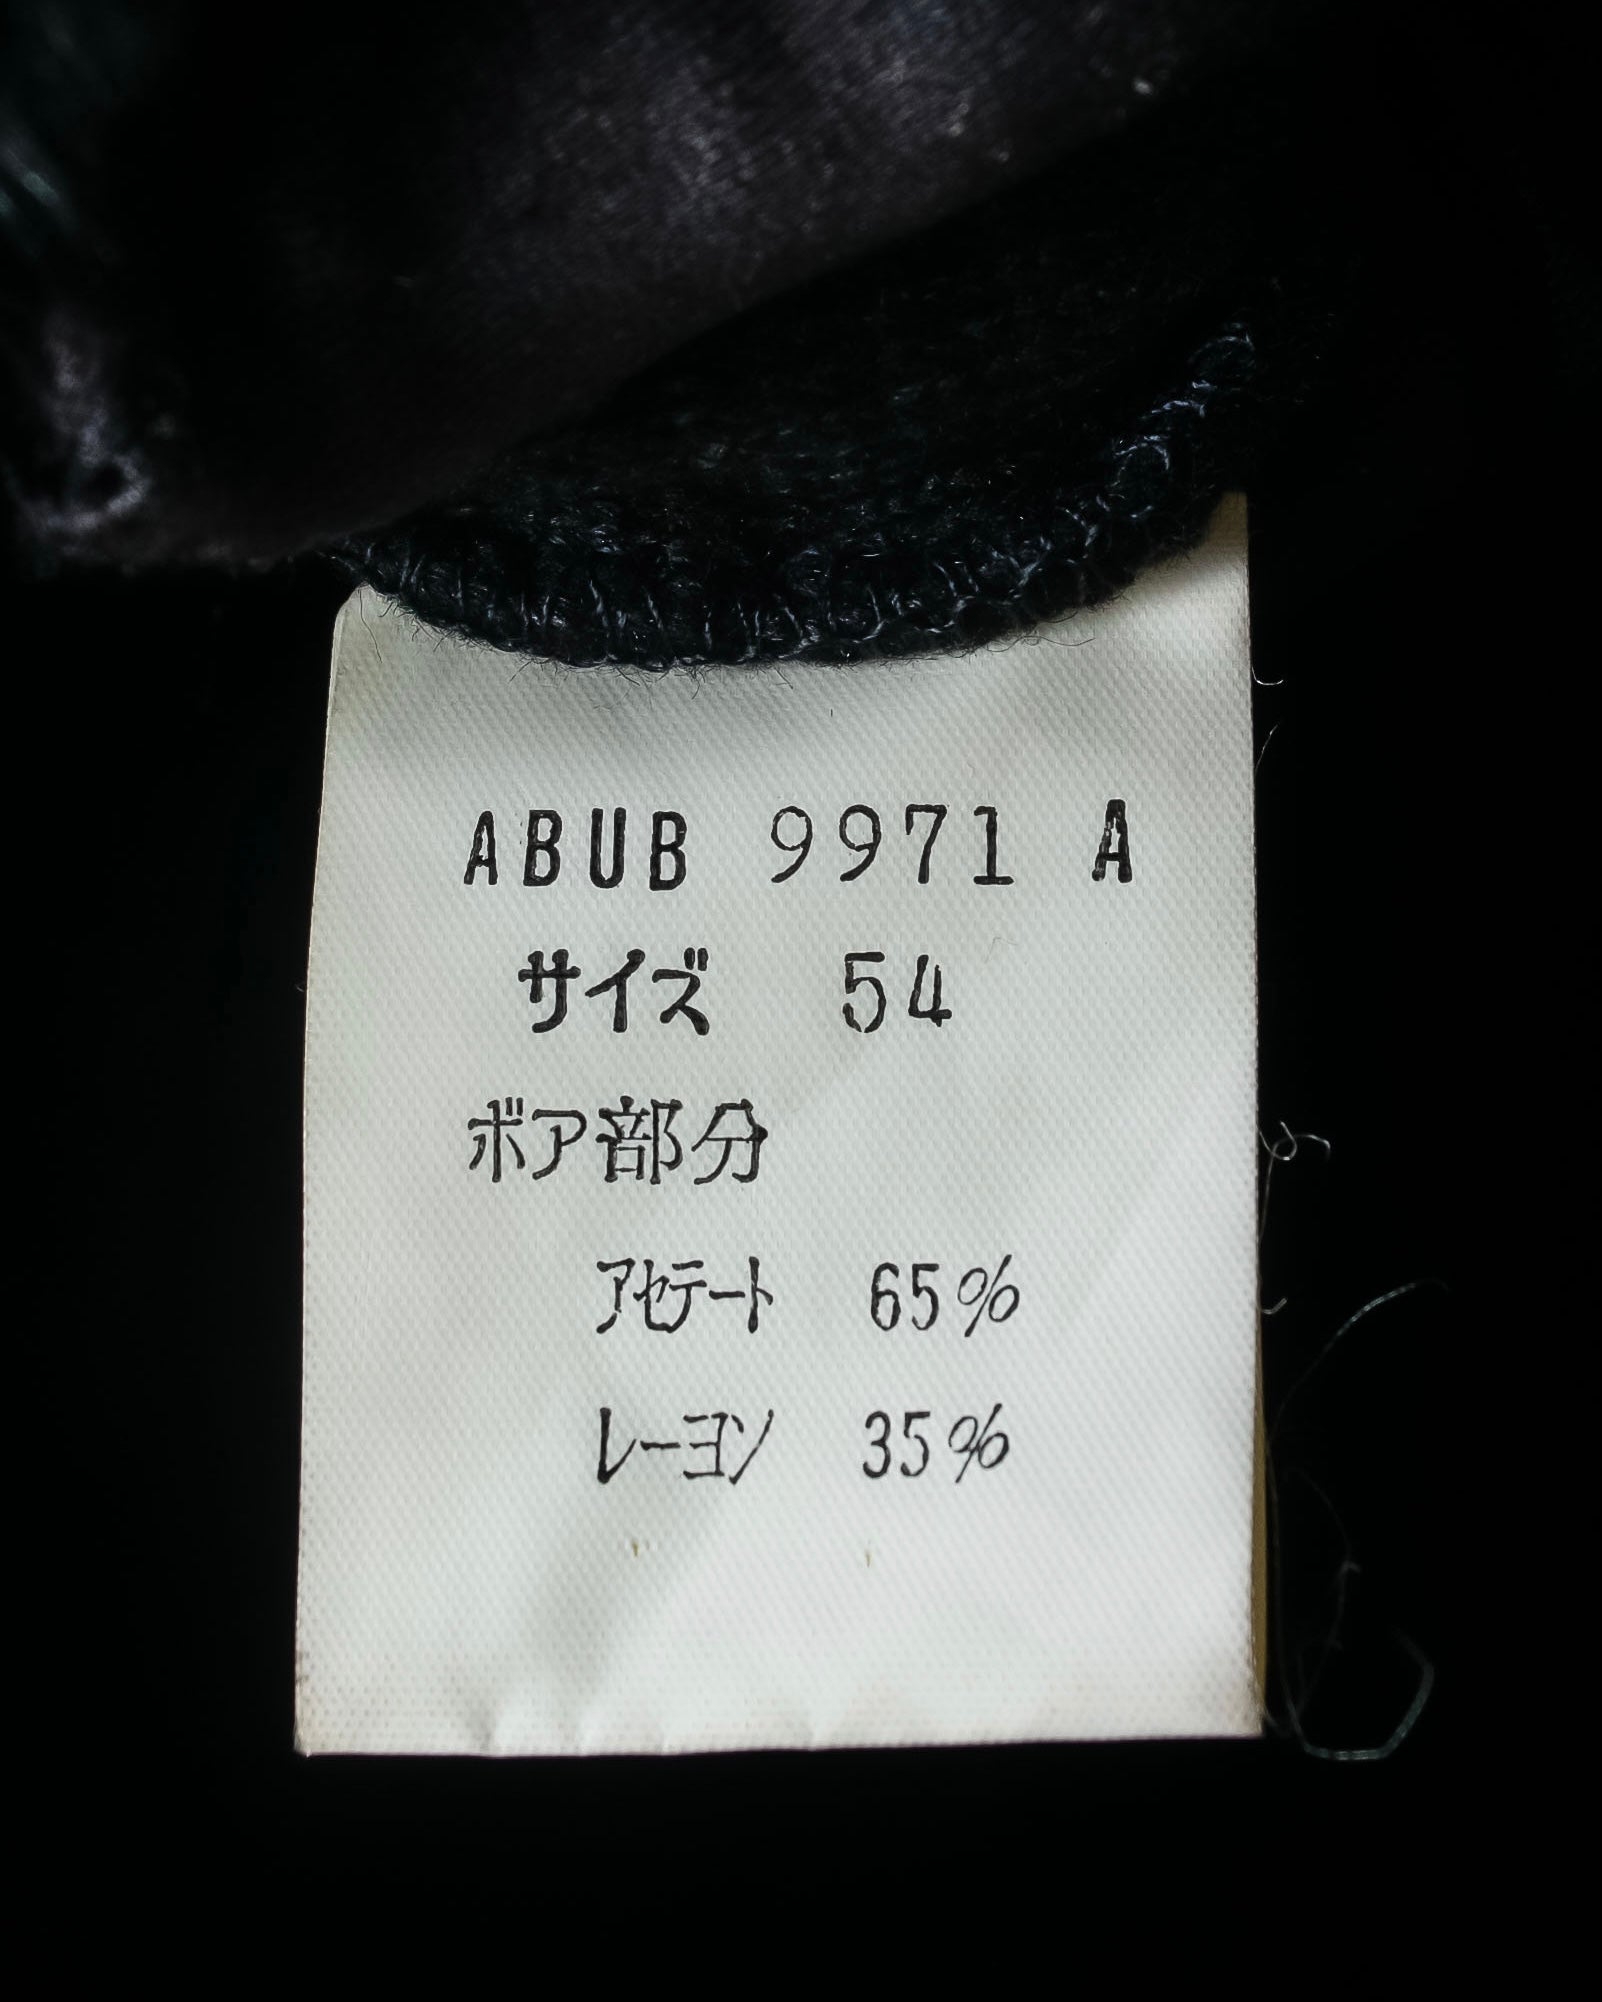 ABUB 9971 A
サイズ 54
ボア部分
アセテート 65%
レーヨン 35%